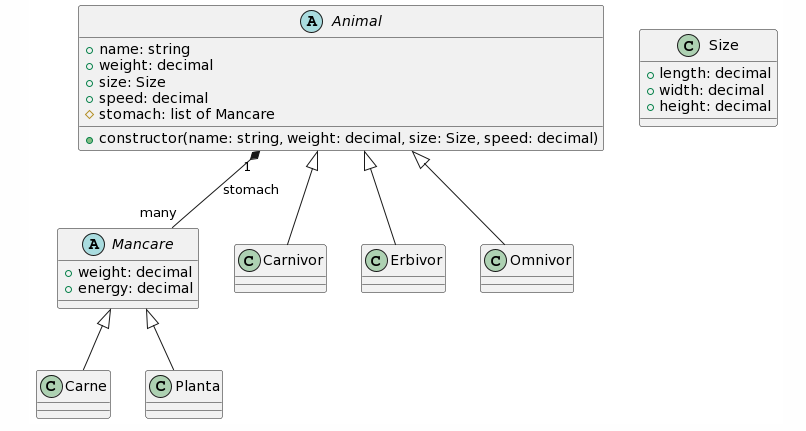 A Animal
name: string
weight: decimal
size: Size
speed: decimal
stomach: list of Mancare
constructor(name: string, weight: decimal, size: Size, speed: decimal)
C Size
length: decimal
width: decimal
height: decimal
1
stomach
many
A Mancare
weight: decimal
energy: decimal
C Carnivor
C Erbivor
C Omnivor
C Carne
C Planta